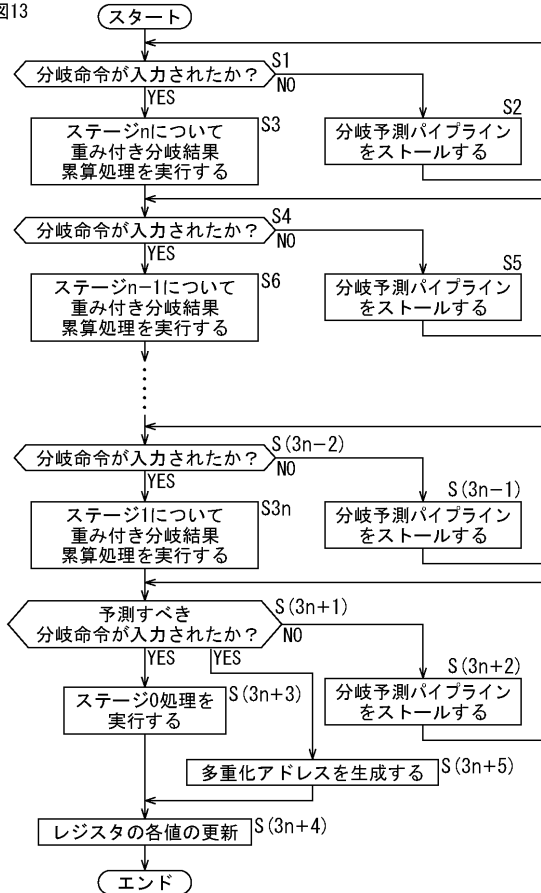 図13
スタート
分岐命令が入力されたか?
S1
NO
YES
ステージnについて
重み付き分岐結果
累算処理を実行する
S3
S2
分岐予測パイプライン
をストールする
分岐命令が入力されたか?
S4
NO
YES
ステージn−1について
重み付き分岐結果
累算処理を実行する
S6
S5
分岐予測パイプライン
をストールする
分岐命令が入力されたか?
S(3n−2)
NO
YES
ステージ1について
重み付き分岐結果
累算処理を実行する
S3n
S(3n−1)
分岐予測パイプライン
をストールする
予測すべき
分岐命令が入力されたか?
S(3n+1)
NO
YES
YES
ステージ0処理を
実行する
S(3n+3)
S(3n+2)
分岐予測パイプライン
をストールする
多重化アドレスを生成する
S(3n+5)
レジスタの各値の更新
S(3n+4)
エンド